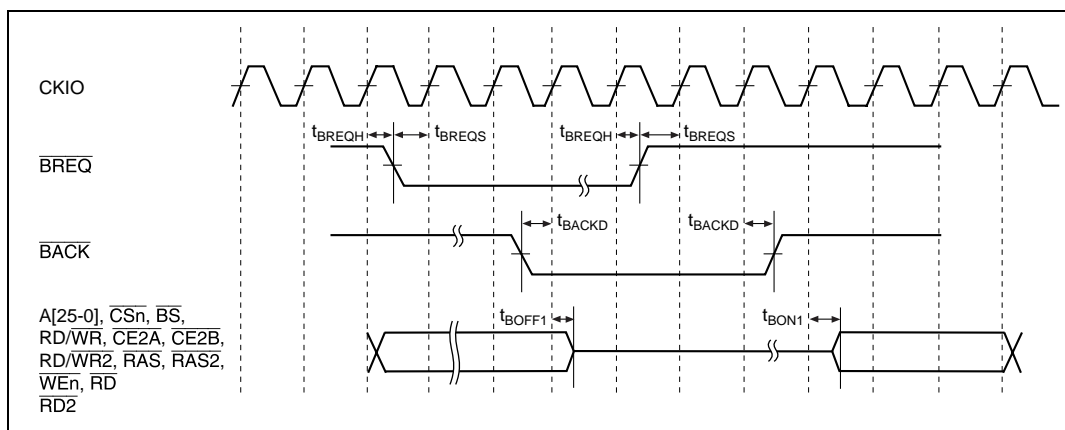 CKIO
tBREQH tBREQS tBREQH tBREQS
BREQ
tBACKD tBACKD
BACK
A[25-0], CSn, BS,
RD/WR, CE2A, CE2B,
RD/WR2, RAS, RAS2,
WEn, RD
RD2
tBOFF1 tBON1